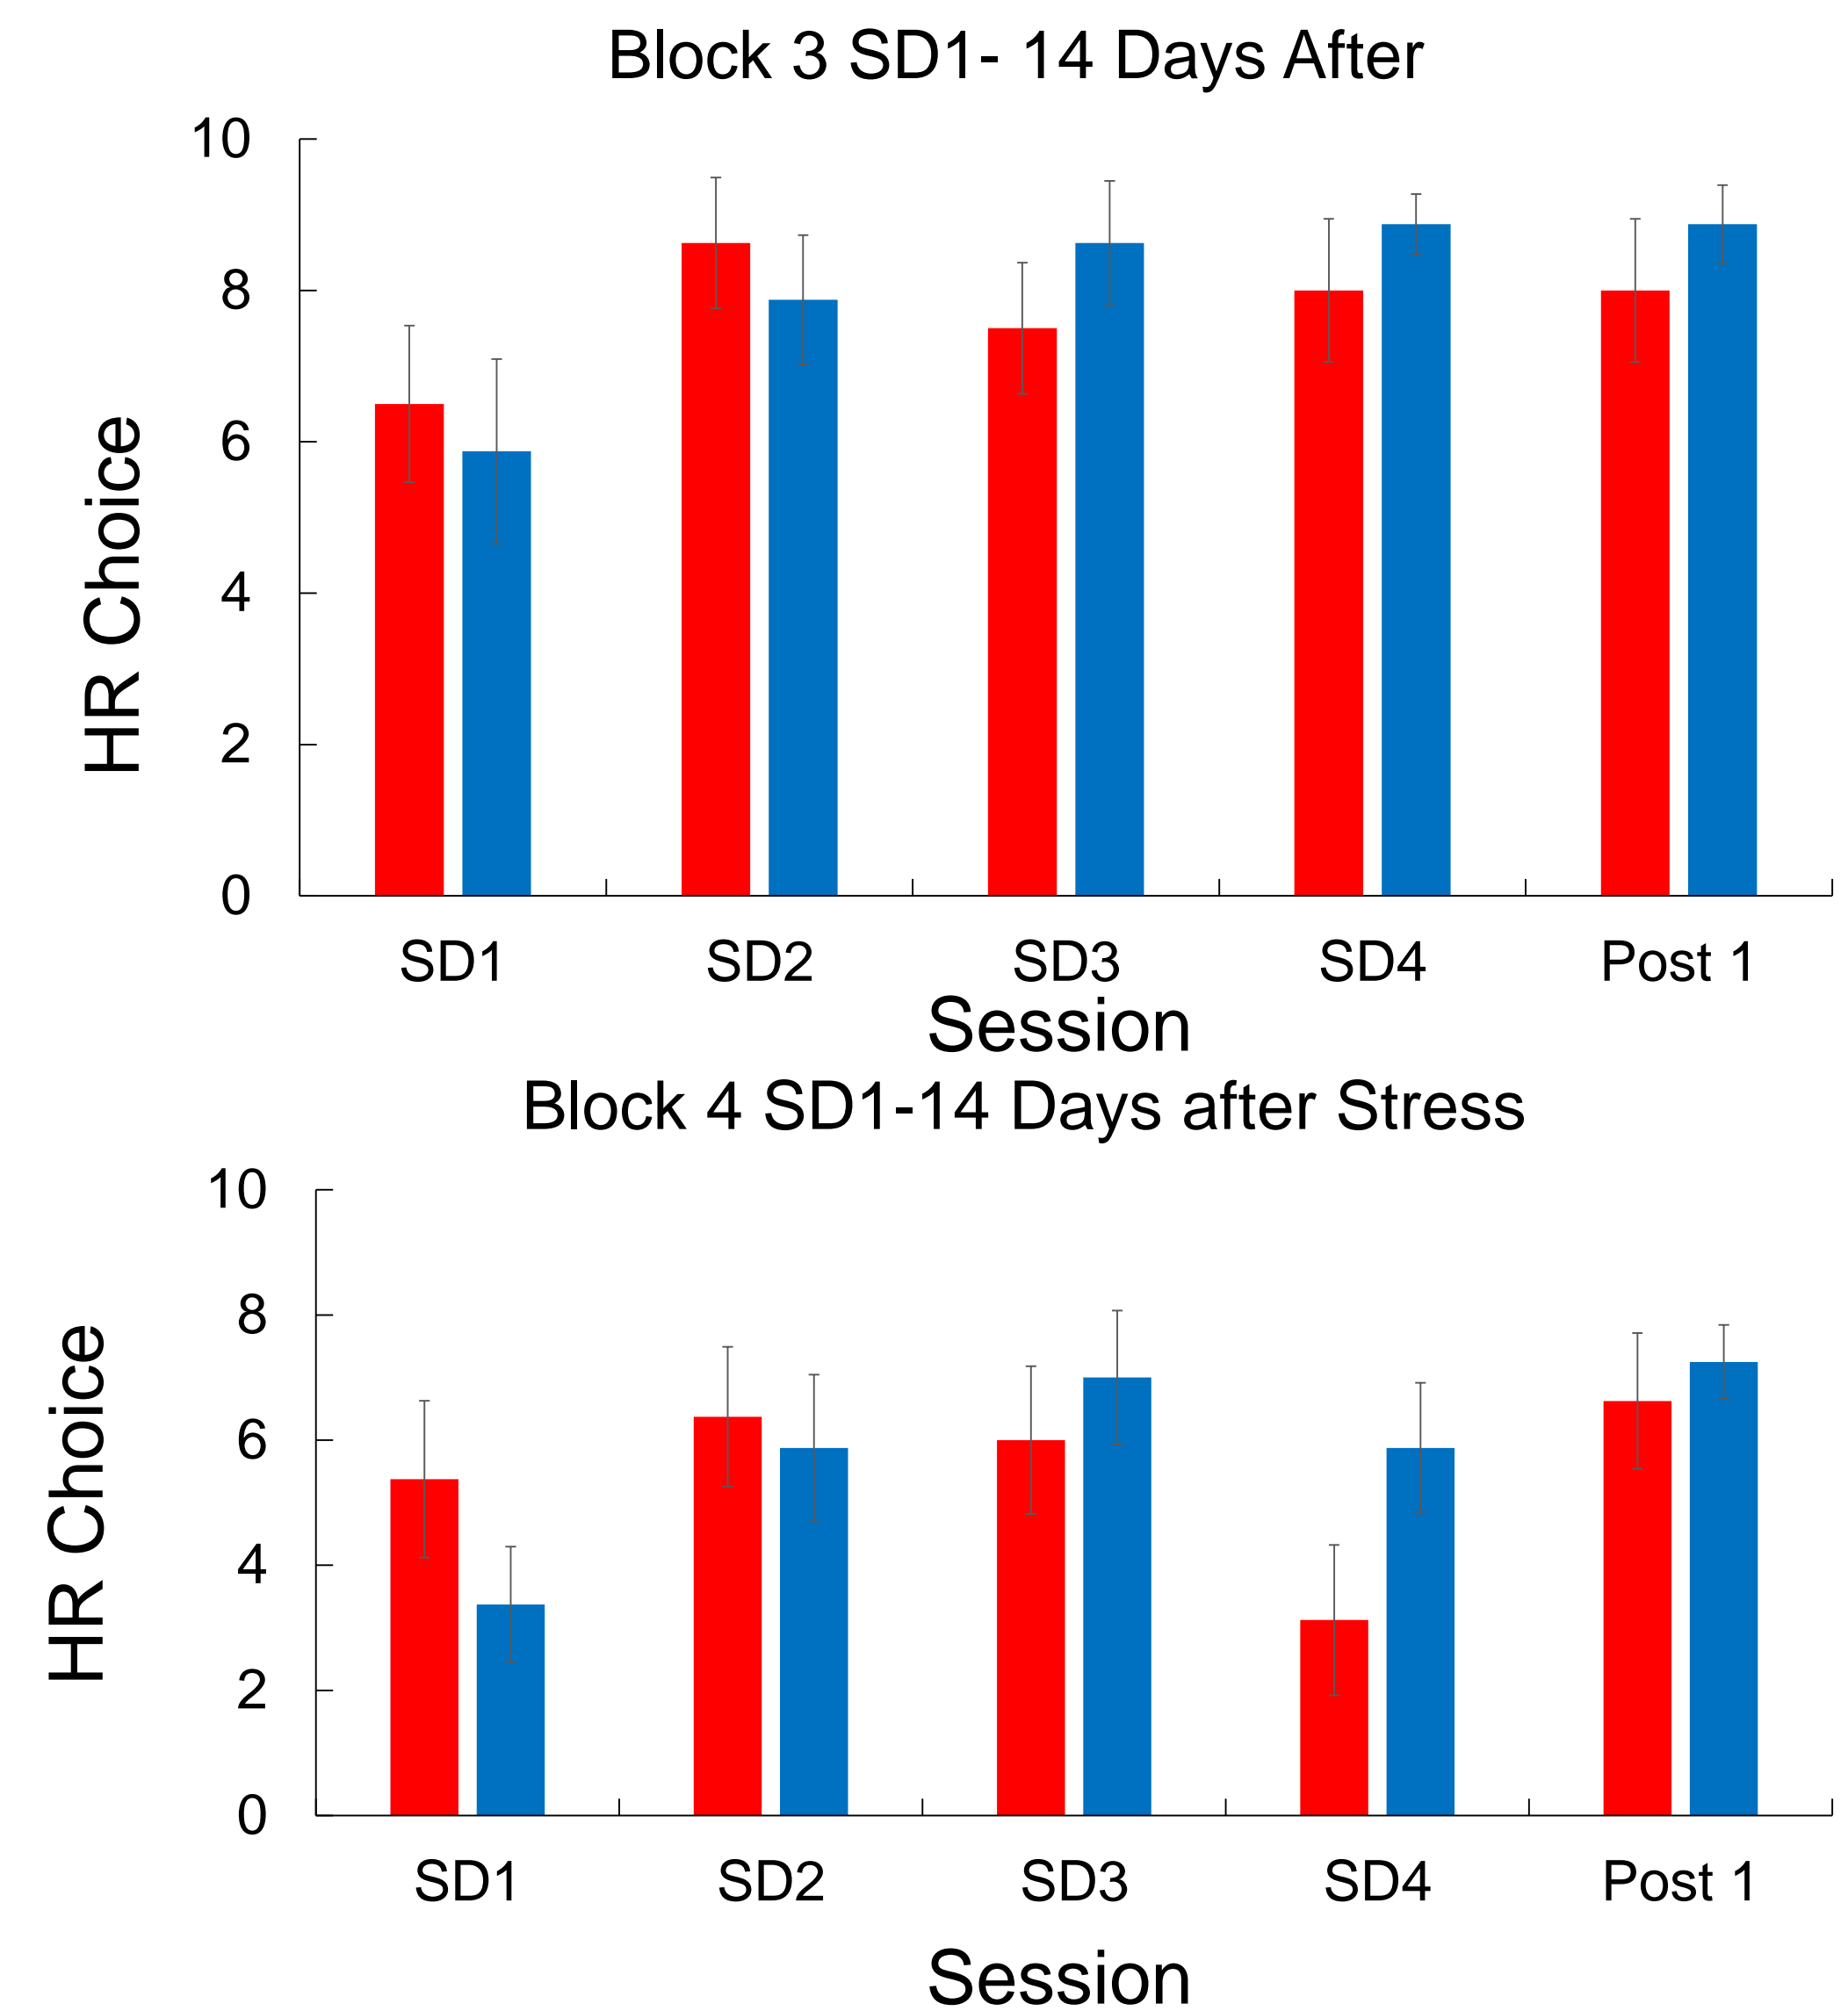 Block 3 SD1- 14 Days After
10
8
6
4
2
0
HR Choice
SD1 SD2 SD3 SD4 Post 1
Session
Block 4 SD1-14 Days after Stress
10
8
6
4
2
0
HR Choice
SD1 SD2 SD3 SD4 Post 1
Session